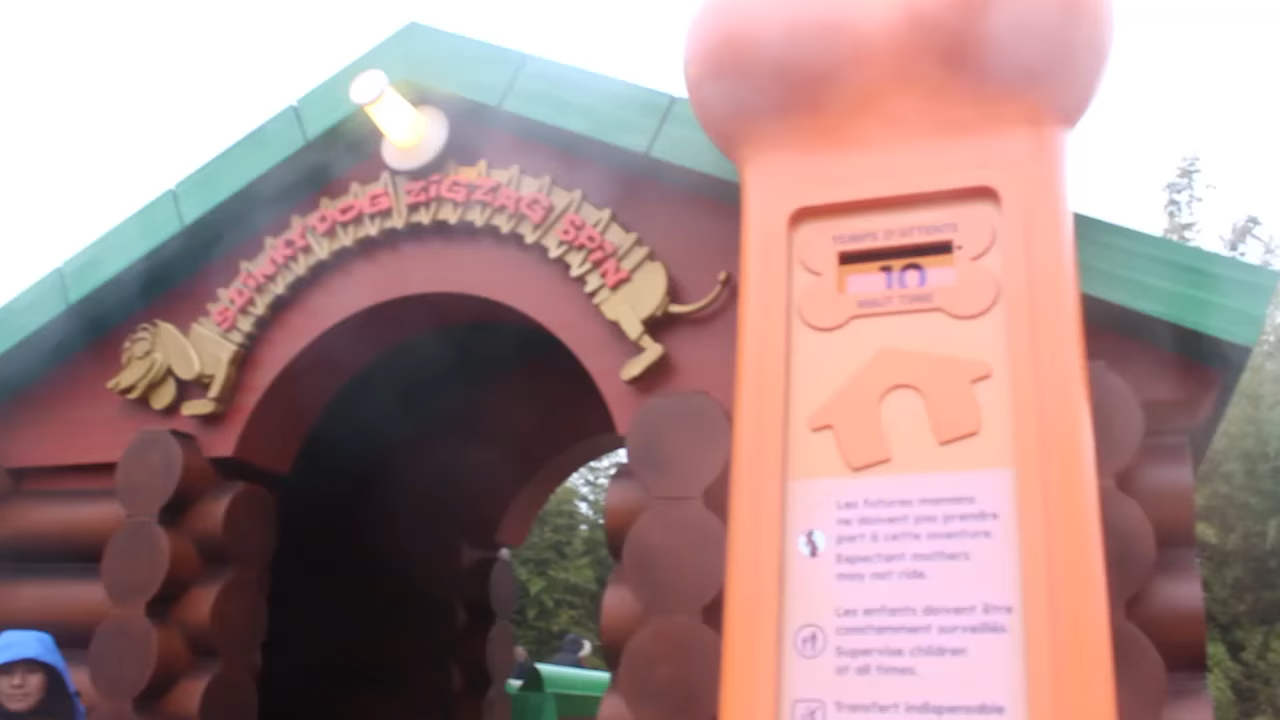 SLINKY DOG ZIGZAG SPIN
TEMPS D'ATTENTE
10
WAIT TIME
Les futures mamans
ne doivent pas prendre
part à cette aventure.
Expectant mothers
may not ride.
Les enfants doivent être
constamment surveillés.
Supervise children
at all times.
Transfert indispensable